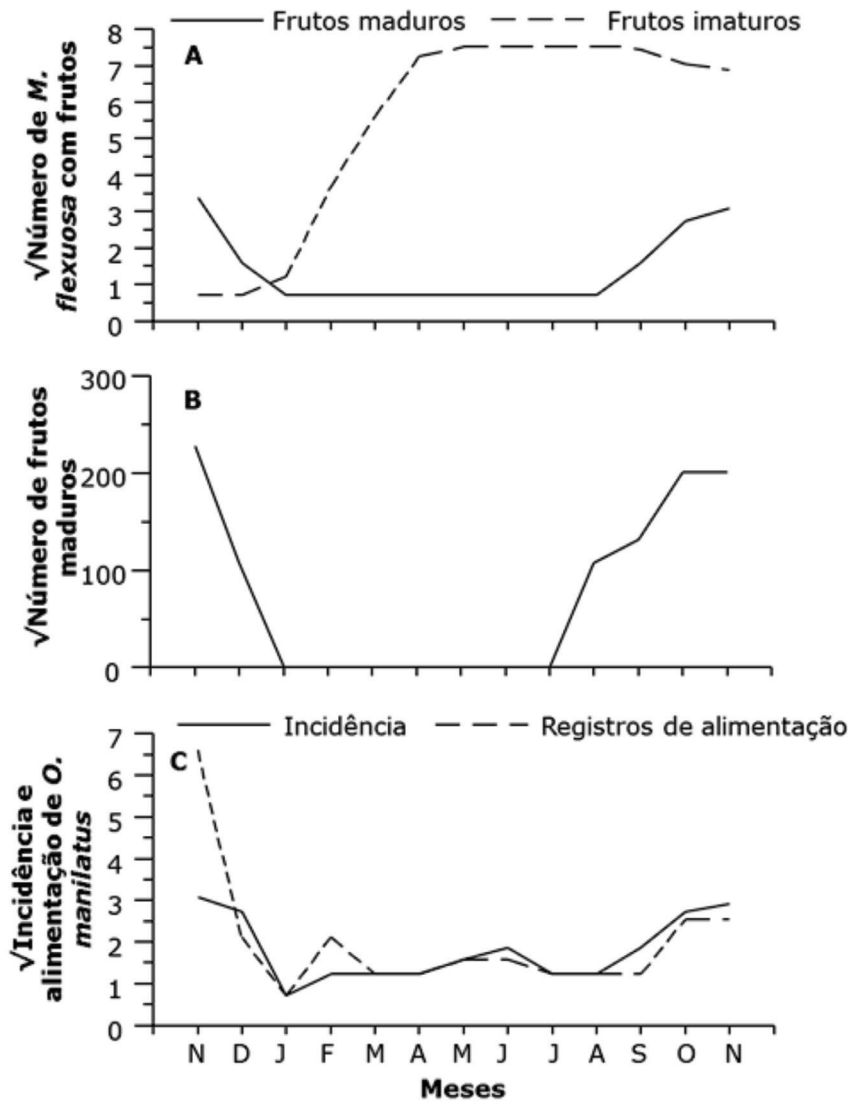 Frutos maduros Frutos imaturos
A
√Número de M.
flexuosa com frutos
8
7
6
5
4
3
2
1
0
B
√Número de frutos
maduros
300
200
100
0
Incidência Registros de alimentação
C
√Incidência e
alimentação de O.
manilatus
7
6
5
4
3
2
1
0
N D J F M A M J J A S O N
Meses